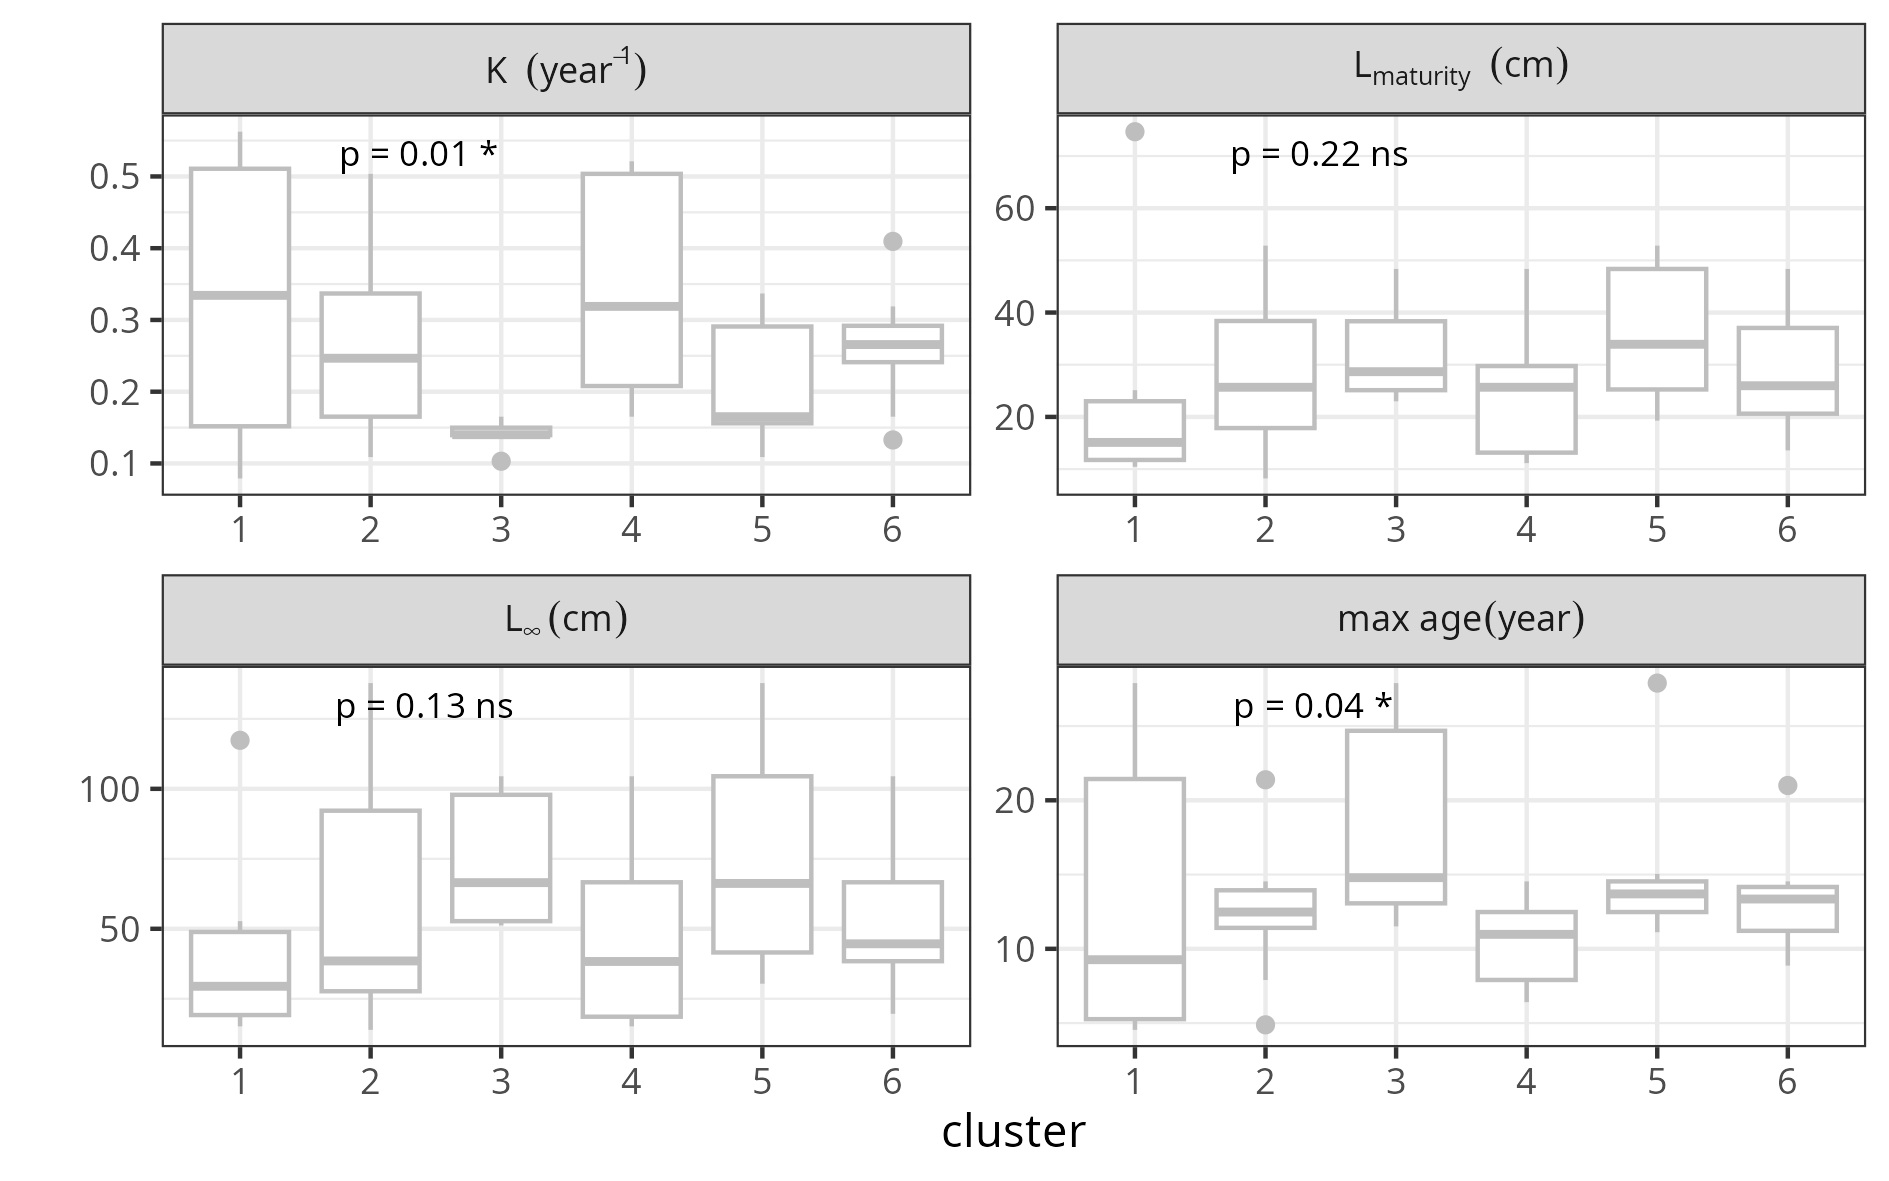 K (year⁻¹)
p = 0.01 *
0.5
0.4
0.3
0.2
0.1
1 2 3 4 5 6
Lmaturity (cm)
p = 0.22 ns
60
40
20
1 2 3 4 5 6
L∞(cm)
p = 0.13 ns
100
50
1 2 3 4 5 6
max age(year)
p = 0.04 *
20
10
1 2 3 4 5 6
cluster